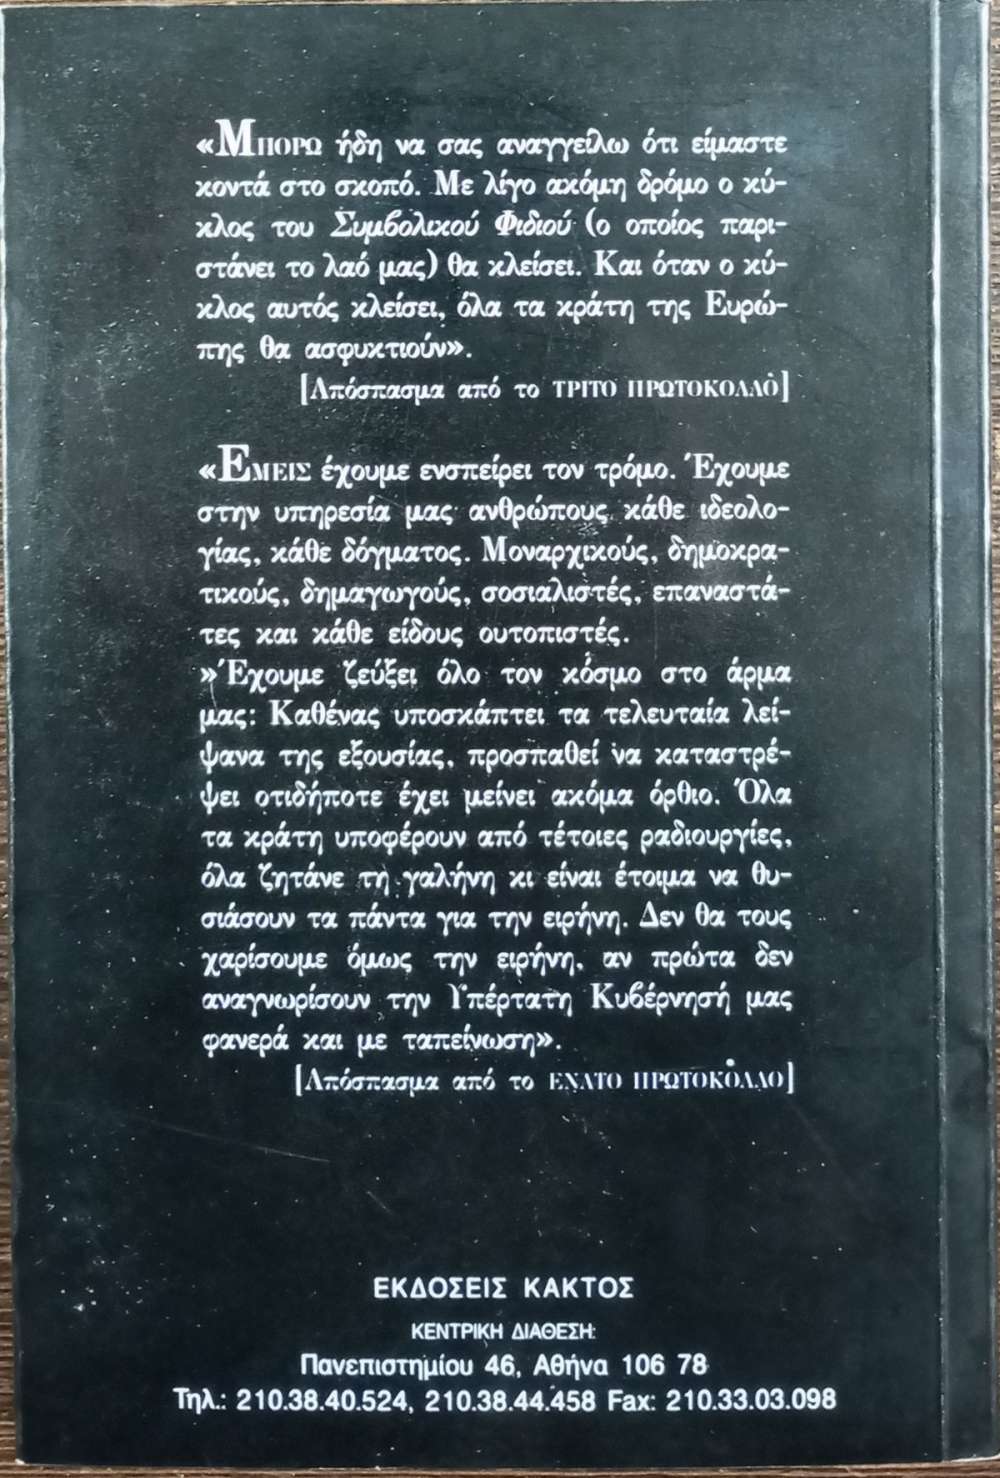 «ΜΠΟΡΩ ήδη να σας αναγγείλω ότι είμαστε
κοντά στο σκοπό. Με λίγο ακόμη δρόμο ο κύ-
κλος του Συμβολικού Φιδιού (ο οποίος παρι-
στάνει το λαό μας) θα κλείσει. Και όταν ο κύ-
κλος αυτός κλείσει, όλα τα κράτη της Ευρώ-
πης θα ασφυκτιούν».
[Απόσπασμα από το ΤΡΙΤΟ ΠΡΩΤΟΚΟΛΛΟ]
«ΕΜΕΙΣ έχουμε ενσπείρει τον τρόμο. Έχουμε
στην υπηρεσία μας ανθρώπους κάθε ιδεολο-
γίας, κάθε δόγματος. Μοναρχικούς, δημοκρα-
τικούς, δημαγωγούς, σοσιαλιστές, επαναστά-
τες και κάθε είδους ουτοπιστές.
»Έχουμε ζεύξει όλο τον κόσμο στο άρμα
μας: Καθένας υποσκάπτει τα τελευταία λεί-
ψανα της εξουσίας, προσπαθεί να καταστρέ-
ψει οτιδήποτε έχει μείνει ακόμα όρθιο. Όλα
τα κράτη υποφέρουν από τέτοιες ραδιουργίες,
όλα ζητάνε τη γαλήνη κι είναι έτοιμα να θυ-
σιάσουν τα πάντα για την ειρήνη. Δεν θα τους
χαρίσουμε όμως την ειρήνη, αν πρώτα δεν
αναγνωρίσουν την Υπέρτατη Κυβέρνησή μας
φανερά και με ταπείνωση».
[Απόσπασμα από το ΕΝΑΤΟ ΠΡΩΤΟΚΟΛΛΟ]
ΕΚΔΟΣΕΙΣ ΚΑΚΤΟΣ
ΚΕΝΤΡΙΚΗ ΔΙΑΘΕΣΗ:
Πανεπιστημίου 46, Αθήνα 106 78
Τηλ.: 210.38.40.524, 210.38.44.458 Fax: 210.33.03.098